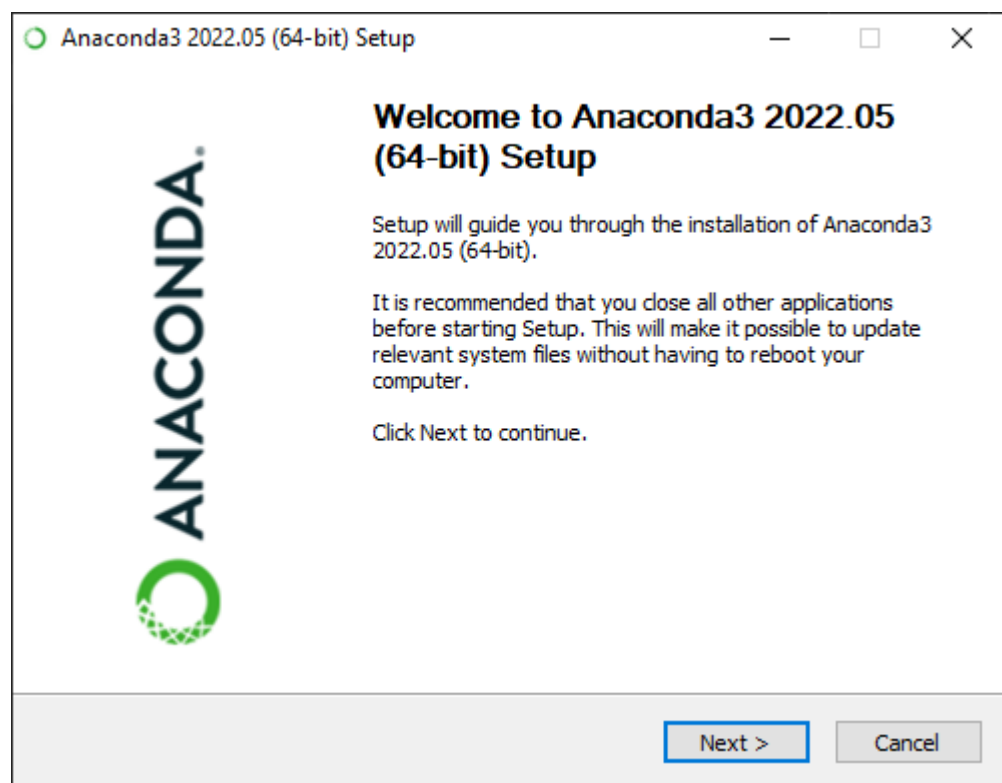 Anaconda3 2022.05 (64-bit) Setup
Welcome to Anaconda3 2022.05
(64-bit) Setup
Setup will guide you through the installation of Anaconda3
2022.05 (64-bit).
It is recommended that you close all other applications
before starting Setup. This will make it possible to update
relevant system files without having to reboot your
computer.
Click Next to continue.
ANACONDA.
Next >
Cancel